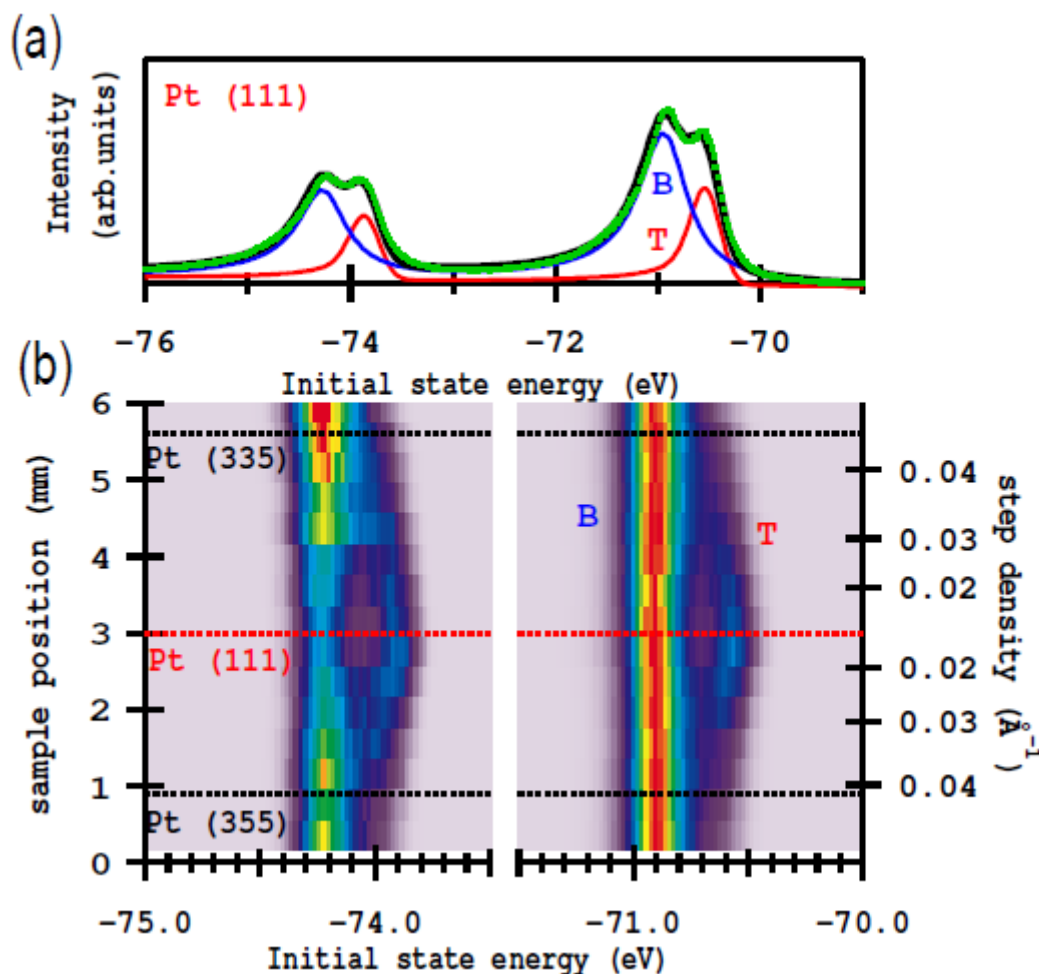 (a)
Intensity
(arb.units)
Pt (111)
B
T
-76 -74 -72 -70
Initial state energy (eV)
(b)
sample position (mm)
6
5
4
3
2
1
0
Pt (335)
Pt (111)
Pt (355)
B
T
0.04
0.03
0.02
0.02
0.03
0.04
step density (Å⁻¹)
-75.0 -74.0 -71.0 -70.0
Initial state energy (eV)